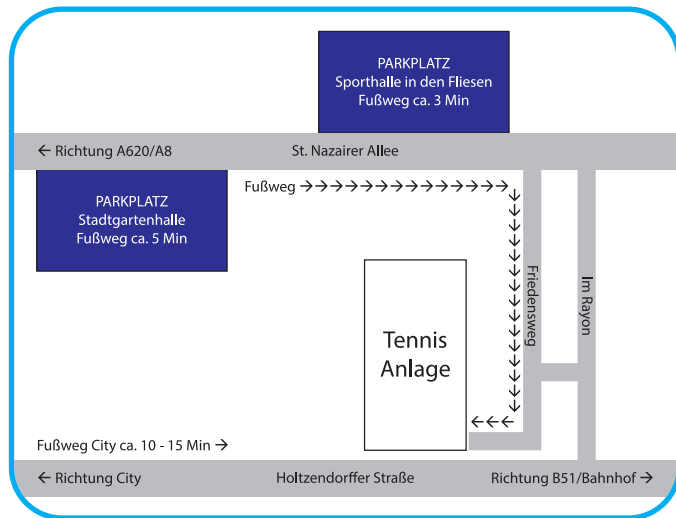 PARKPLATZ
Sporthalle in den Fliesen
Fußweg ca. 3 Min
← Richtung A620/A8
St. Nazairer Allee
PARKPLATZ
Stadtgartenhalle
Fußweg ca. 5 Min
Fußweg →→→→→→→→→→→→→→
Friedensweg
Im Rayon
Tennis
Anlage
Fußweg City ca. 10 - 15 Min →
← Richtung City
Holtzendorffer Straße
Richtung B51/Bahnhof →